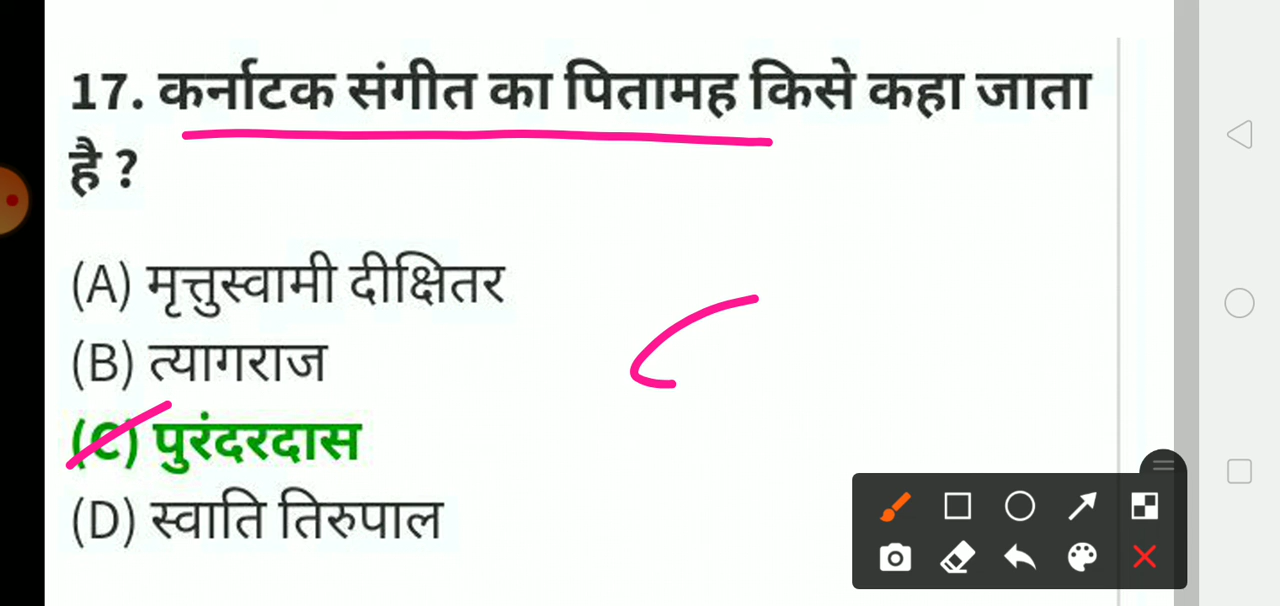 17. कर्नाटक संगीत का पितामह किसे कहा जाता
है ?
(A) मृत्तुस्वामी दीक्षितर
(B) त्यागराज
(C) पुरंदरदास
(D) स्वाति तिरुपाल